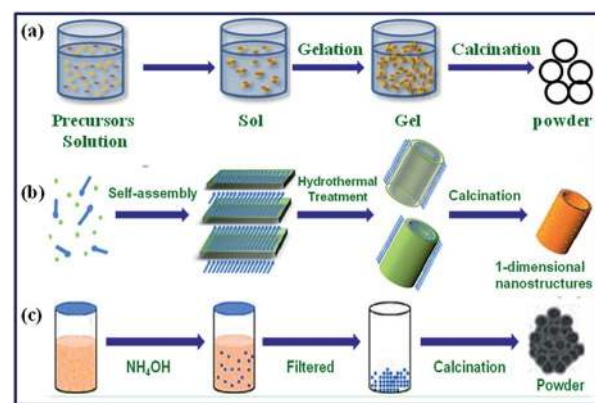 (a)
Gelation
Calcination
Precursors
Solution
Sol
Gel
powder
(b)
Self-assembly
Hydrothermal
Treatment
Calcination
1-dimensional
nanostructures
(c)
NH₄OH
Filtered
Calcination
Powder